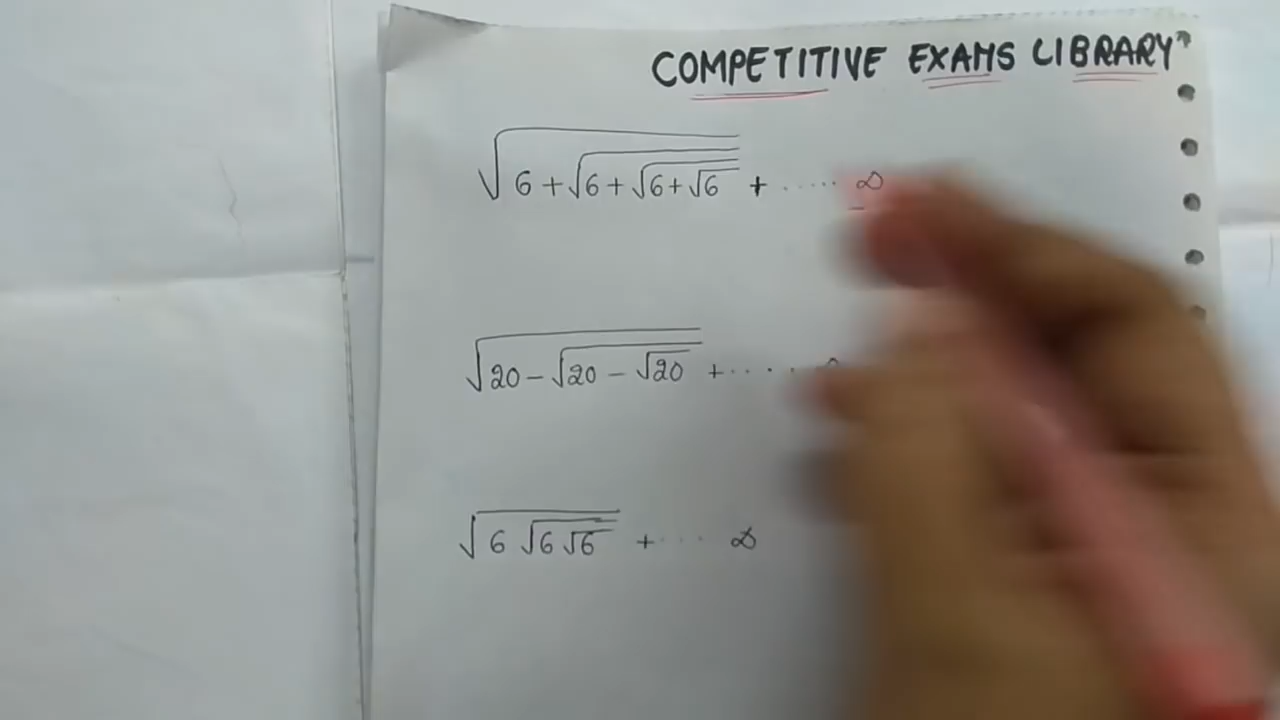 COMPETITIVE EXAMS LIBRARY"
√(6 + √(6 + √(6 + √6))) + ..... ∞
√(20 - √(20 - √20)) + .... ∞
√(6 √(6 √6)) + .... ∞